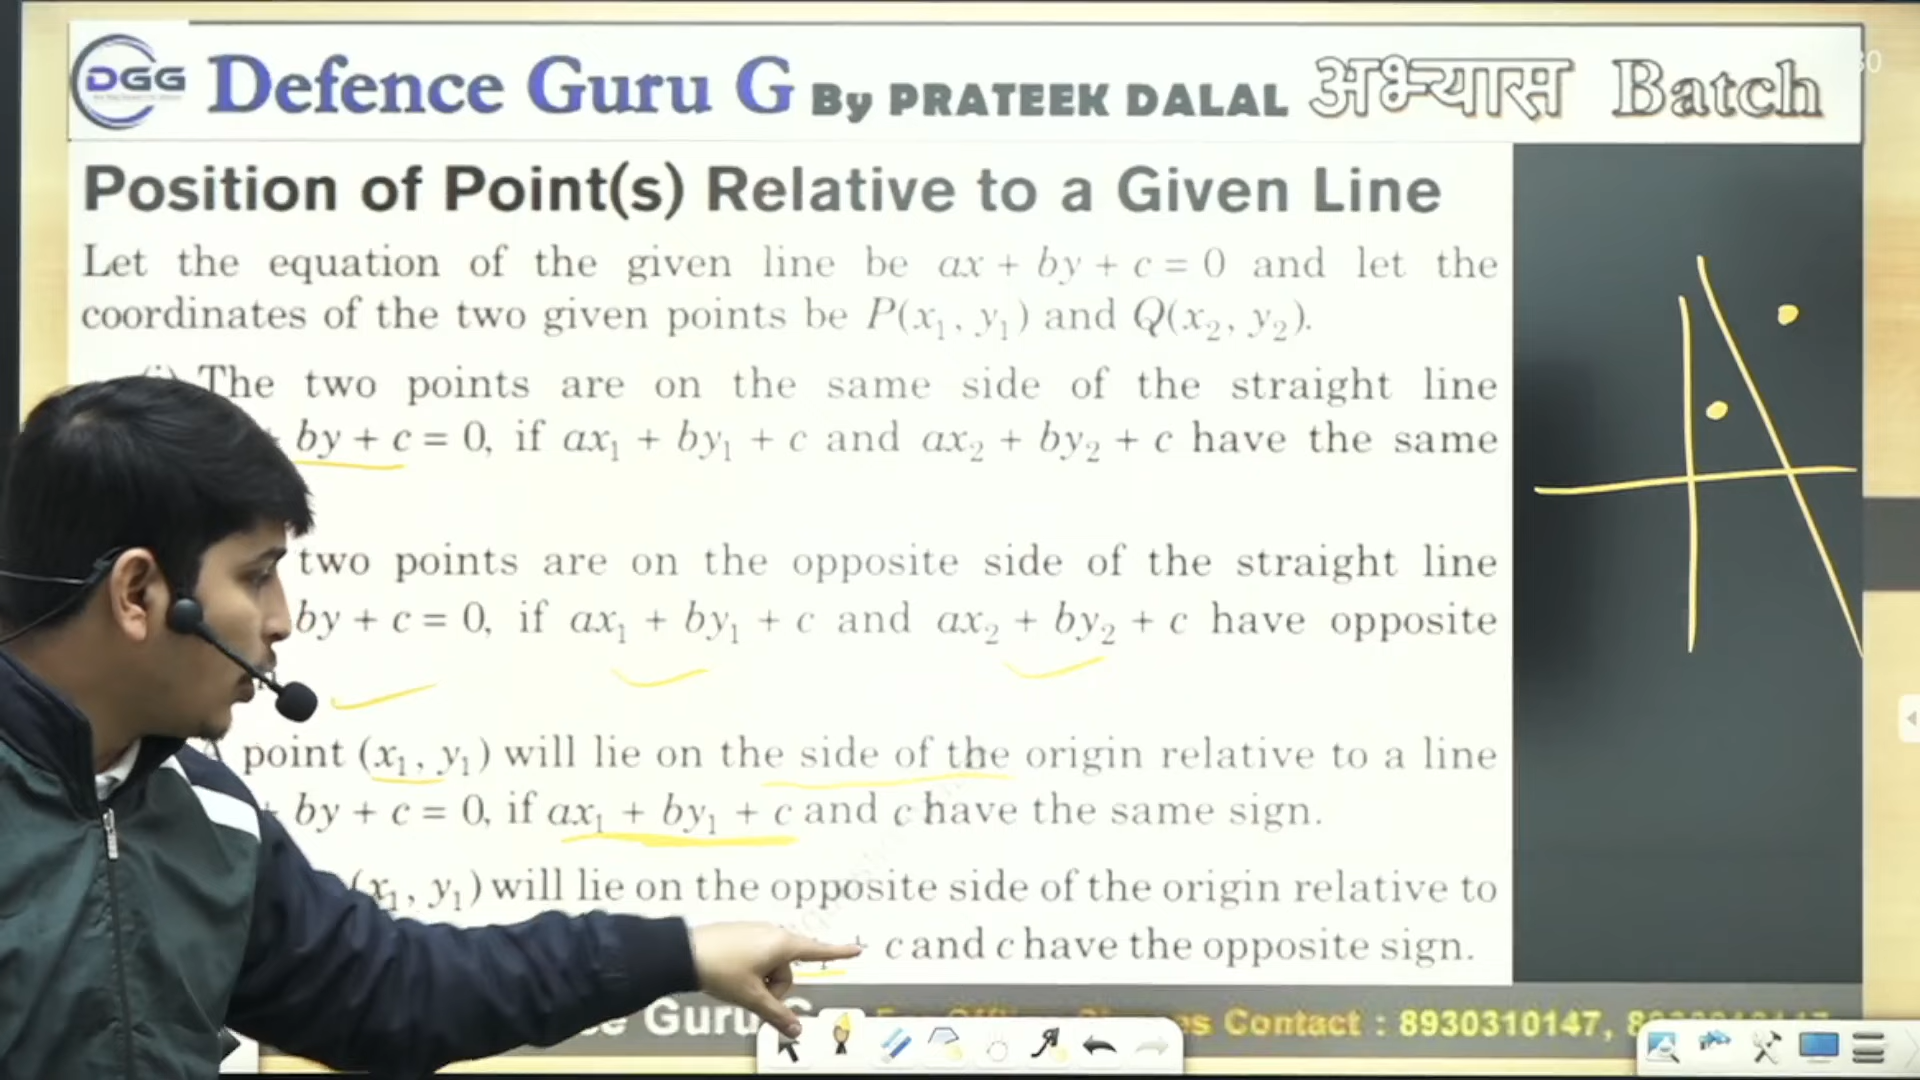 DGG Defence Guru G By PRATEEK DALAL अभ्यास Batch
Position of Point(s) Relative to a Given Line
Let the equation of the given line be ax + by + c = 0 and let the
coordinates of the two given points be P(x₁, y₁) and Q(x₂, y₂).
The two points are on the same side of the straight line
by + c = 0, if ax₁ + by₁ + c and ax₂ + by₂ + c have the same
two points are on the opposite side of the straight line
by + c = 0, if ax₁ + by₁ + c and ax₂ + by₂ + c have opposite
point (x₁, y₁) will lie on the side of the origin relative to a line
+ by + c = 0, if ax₁ + by₁ + c and c have the same sign.
(x₁, y₁) will lie on the opposite side of the origin relative to
+ c and c have the opposite sign.
Guru G Contact : 8930310147,